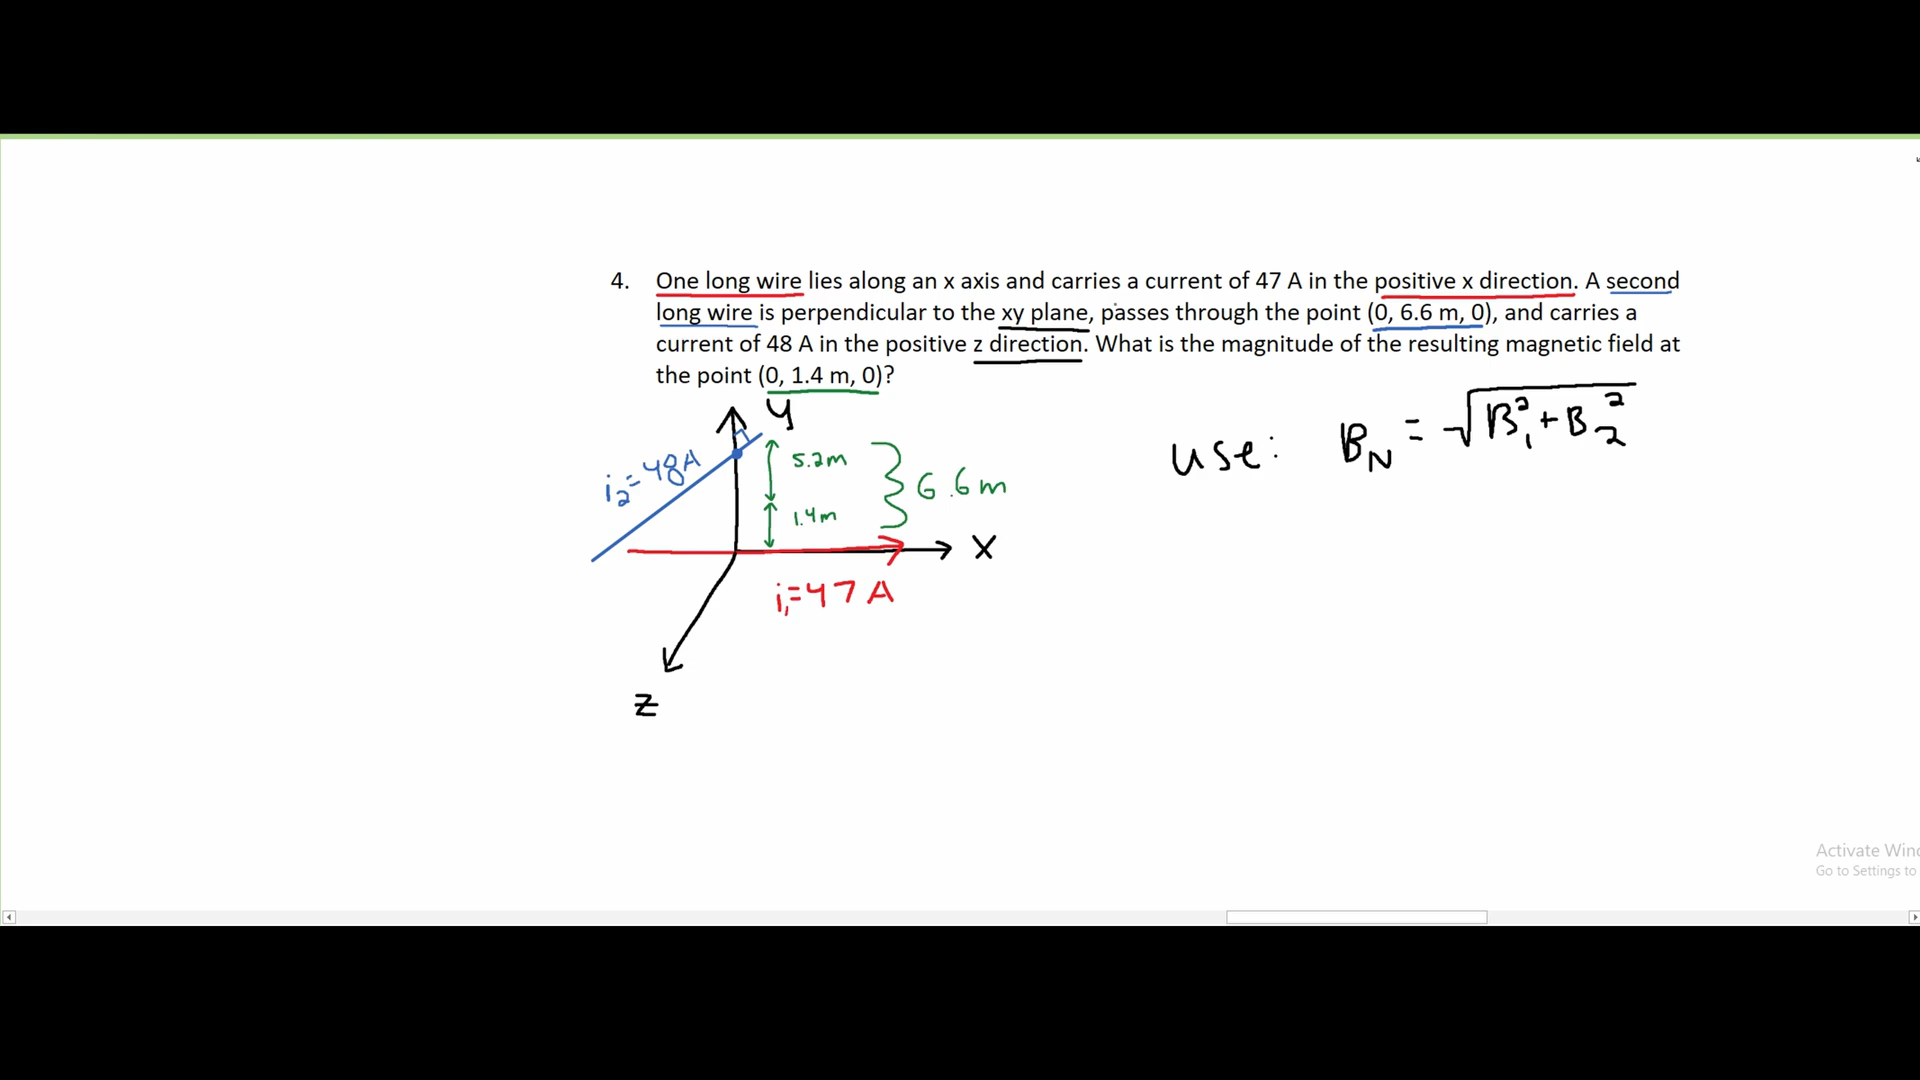 4. One long wire lies along an x axis and carries a current of 47 A in the positive x direction. A second
long wire is perpendicular to the xy plane, passes through the point (0, 6.6 m, 0), and carries a
current of 48 A in the positive z direction. What is the magnitude of the resulting magnetic field at
the point (0, 1.4 m, 0)?
y
use: B_N = √(B₁² + B₂²)
i₂=48A
5.2m
6.6m
1.4m
x
i₁=47 A
z
Activate Wind
Go to Settings to